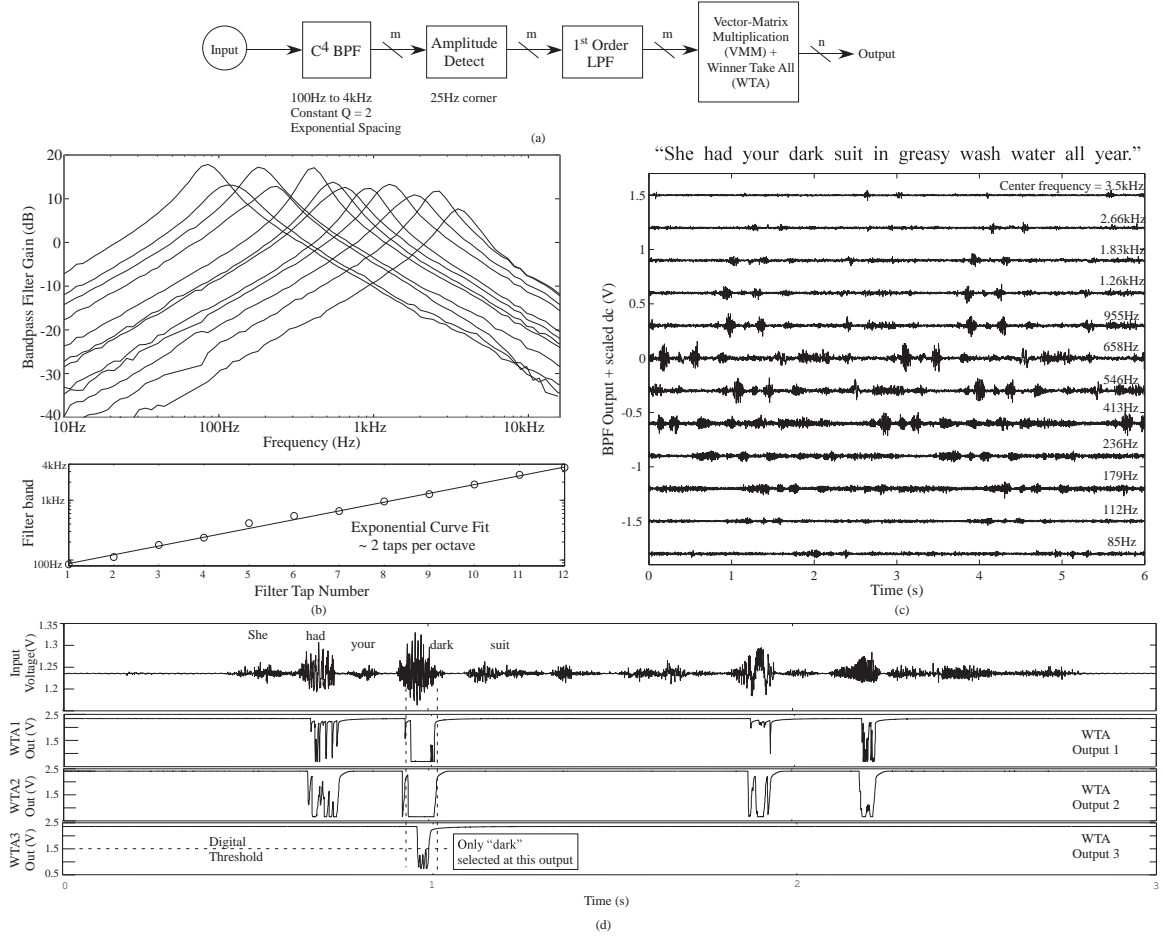 Input
C⁴ BPF
m
Amplitude
Detect
m
1st Order
LPF
m
Vector-Matrix
Multiplication
(VMM) +
Winner Take All
(WTA)
n
Output
100Hz to 4kHz
Constant Q = 2
Exponential Spacing
25Hz corner
(a)
Bandpass Filter Gain (dB)
20
10
0
-10
-20
-30
-40
10Hz
100Hz
1kHz
10kHz
Frequency (Hz)
Filter band
4kHz
1kHz
100Hz
Exponential Curve Fit
~ 2 taps per octave
1 2 3 4 5 6 7 8 9 10 11 12
Filter Tap Number
(b)
“She had your dark suit in greasy wash water all year.”
BPF Output + scaled dc (V)
1.5
1
0.5
0
-0.5
-1
-1.5
Center frequency = 3.5kHz
2.66kHz
1.83kHz
1.26kHz
955Hz
658Hz
546Hz
413Hz
236Hz
179Hz
112Hz
85Hz
0 1 2 3 4 5 6
Time (s)
(c)
Input
Voltage(V)
1.35
1.3
1.25
1.2
She had your dark suit
WTA1
Out (V)
2.5
1.5
WTA
Output 1
WTA2
Out (V)
2.5
1.5
WTA
Output 2
WTA3
Out (V)
2.5
1.5
0.5
Digital
Threshold
Only “dark”
selected at this output
WTA
Output 3
0 1 2 3
Time (s)
(d)